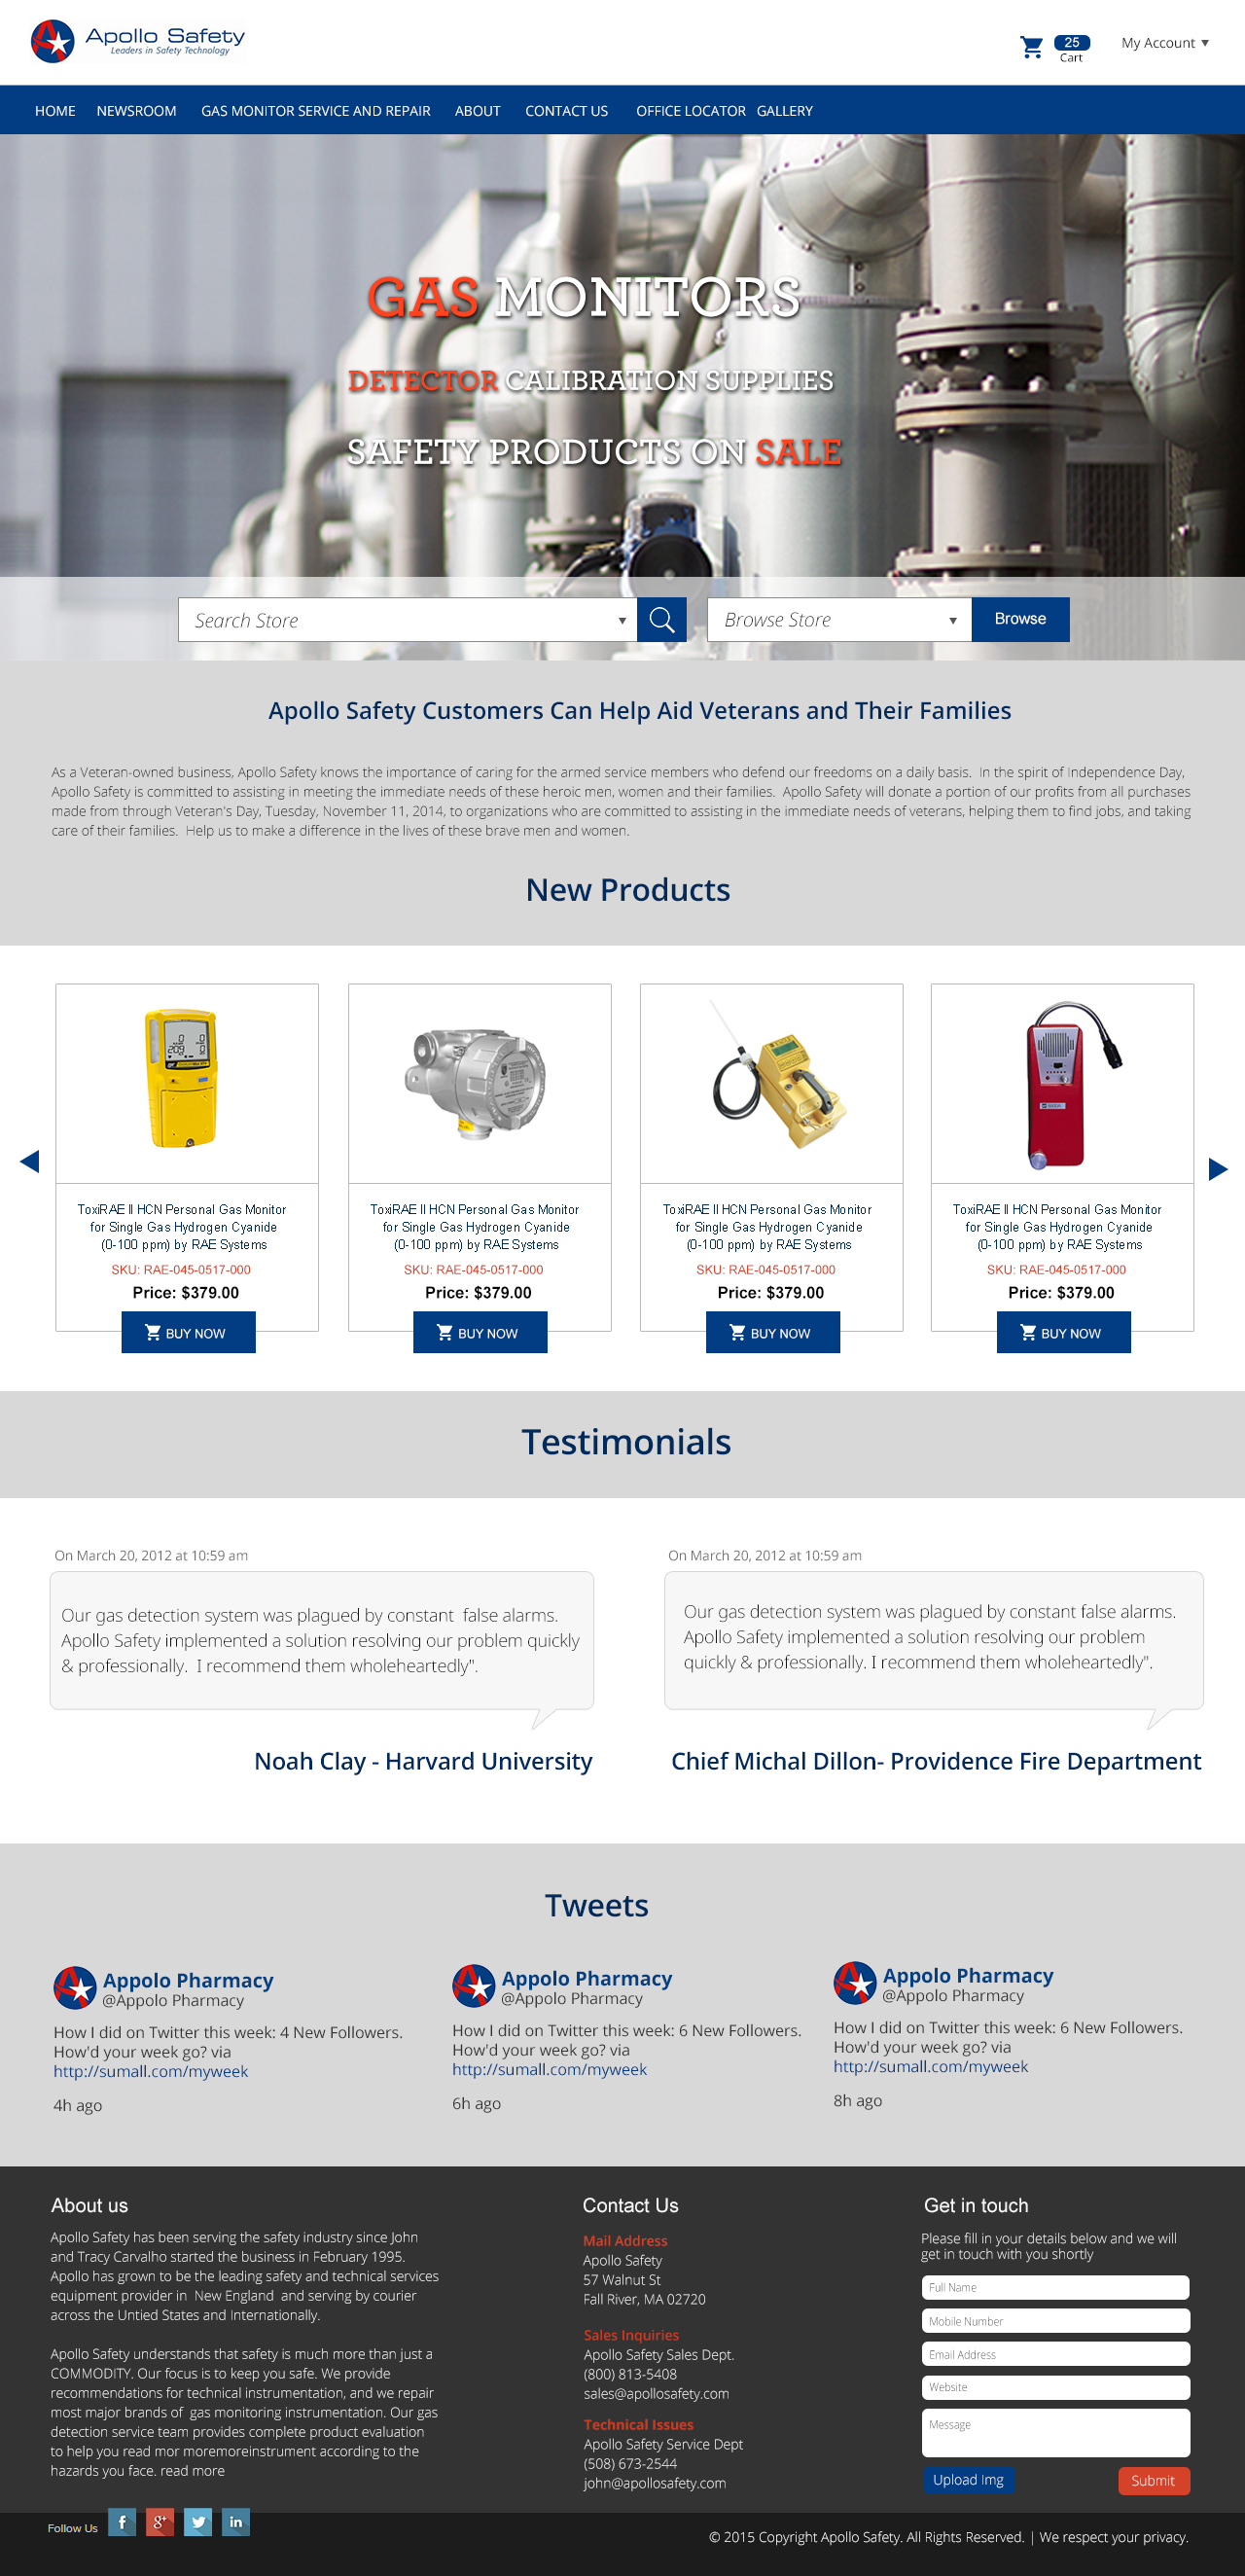 Apollo Safety
Leaders in Safety Technology
25
Cart
My Account
HOME NEWSROOM GAS MONITOR SERVICE AND REPAIR ABOUT CONTACT US OFFICE LOCATOR GALLERY
GAS MONITORS
DETECTOR CALIBRATION SUPPLIES
SAFETY PRODUCTS ON SALE
Search Store
Browse Store
Browse
Apollo Safety Customers Can Help Aid Veterans and Their Families
As a Veteran-owned business, Apollo Safety knows the importance of caring for the armed service members who defend our freedoms on a daily basis. In the spirit of Independence Day,
Apollo Safety is committed to assisting in meeting the immediate needs of these heroic men, women and their families. Apollo Safety will donate a portion of our profits from all purchases
made from through Veteran's Day, Tuesday, November 11, 2014, to organizations who are committed to assisting in the immediate needs of veterans, helping them to find jobs, and taking
care of their families. Help us to make a difference in the lives of these brave men and women.
New Products
ToxiRAE II HCN Personal Gas Monitor
for Single Gas Hydrogen Cyanide
(0-100 ppm) by RAE Systems
SKU: RAE-045-0517-000
Price: $379.00
BUY NOW
ToxiRAE II HCN Personal Gas Monitor
for Single Gas Hydrogen Cyanide
(0-100 ppm) by RAE Systems
SKU: RAE-045-0517-000
Price: $379.00
BUY NOW
ToxiRAE II HCN Personal Gas Monitor
for Single Gas Hydrogen Cyanide
(0-100 ppm) by RAE Systems
SKU: RAE-045-0517-000
Price: $379.00
BUY NOW
ToxiRAE II HCN Personal Gas Monitor
for Single Gas Hydrogen Cyanide
(0-100 ppm) by RAE Systems
SKU: RAE-045-0517-000
Price: $379.00
BUY NOW
Testimonials
On March 20, 2012 at 10:59 am
Our gas detection system was plagued by constant false alarms.
Apollo Safety implemented a solution resolving our problem quickly
& professionally. I recommend them wholeheartedly".
Noah Clay - Harvard University
On March 20, 2012 at 10:59 am
Our gas detection system was plagued by constant false alarms.
Apollo Safety implemented a solution resolving our problem
quickly & professionally. I recommend them wholeheartedly".
Chief Michal Dillon- Providence Fire Department
Tweets
Appolo Pharmacy
@Appolo Pharmacy
How I did on Twitter this week: 4 New Followers.
How'd your week go? via
http://sumall.com/myweek
4h ago
Appolo Pharmacy
@Appolo Pharmacy
How I did on Twitter this week: 6 New Followers.
How'd your week go? via
http://sumall.com/myweek
6h ago
Appolo Pharmacy
@Appolo Pharmacy
How I did on Twitter this week: 6 New Followers.
How'd your week go? via
http://sumall.com/myweek
8h ago
About us
Apollo Safety has been serving the safety industry since John
and Tracy Carvalho started the business in February 1995.
Apollo has grown to be the leading safety and technical services
equipment provider in New England and serving by courier
across the Untied States and Internationally.
Apollo Safety understands that safety is much more than just a
COMMODITY. Our focus is to keep you safe. We provide
recommendations for technical instrumentation, and we repair
most major brands of gas monitoring instrumentation. Our gas
detection service team provides complete product evaluation
to help you read mor moremoreinstrument according to the
hazards you face. read more
Contact Us
Mail Address
Apollo Safety
57 Walnut St
Fall River, MA 02720
Sales Inquiries
Apollo Safety Sales Dept.
(800) 813-5408
sales@apollosafety.com
Technical Issues
Apollo Safety Service Dept
(508) 673-2544
john@apollosafety.com
Get in touch
Please fill in your details below and we will
get in touch with you shortly
Full Name
Mobile Number
Email Address
Website
Message
Upload Img
Submit
Follow Us
f
g+
in
© 2015 Copyright Apollo Safety. All Rights Reserved. | We respect your privacy.